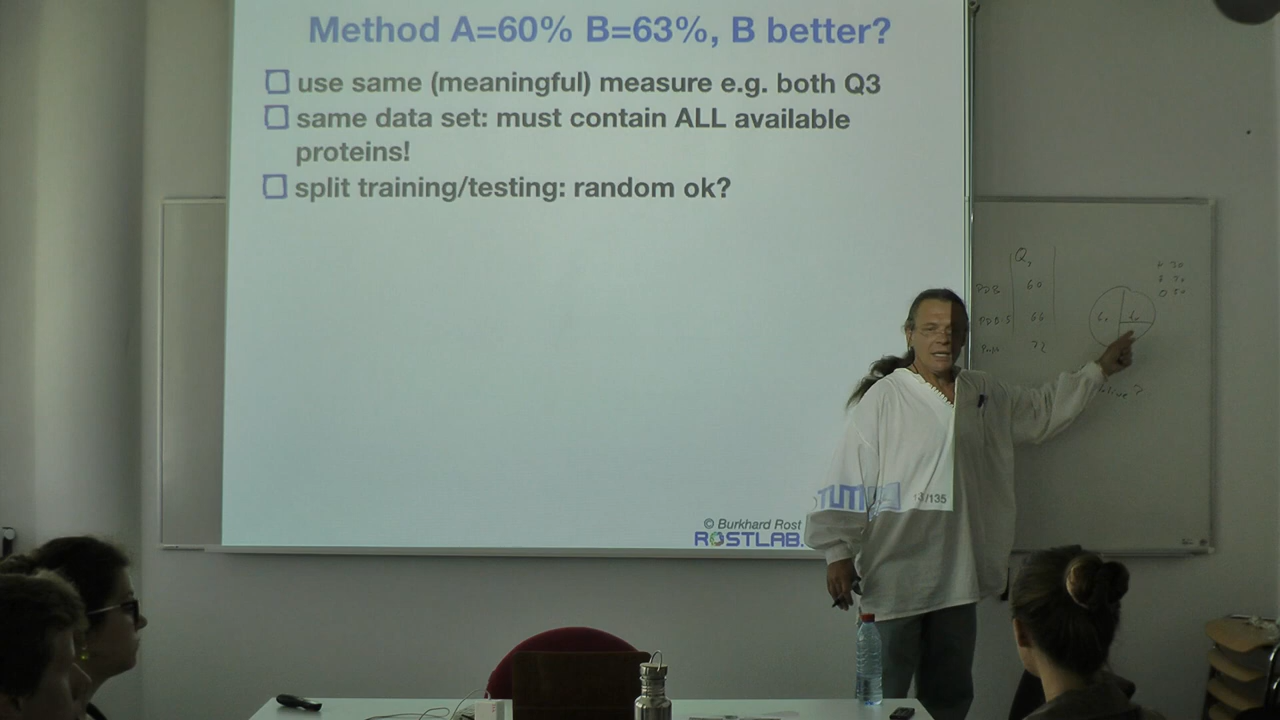 Method A=60% B=63%, B better?
use same (meaningful) measure e.g. both Q3
same data set: must contain ALL available
proteins!
split training/testing: random ok?
© Burkhard Rost
ROSTLAB.
TUM
/135
Q3
60
66
72